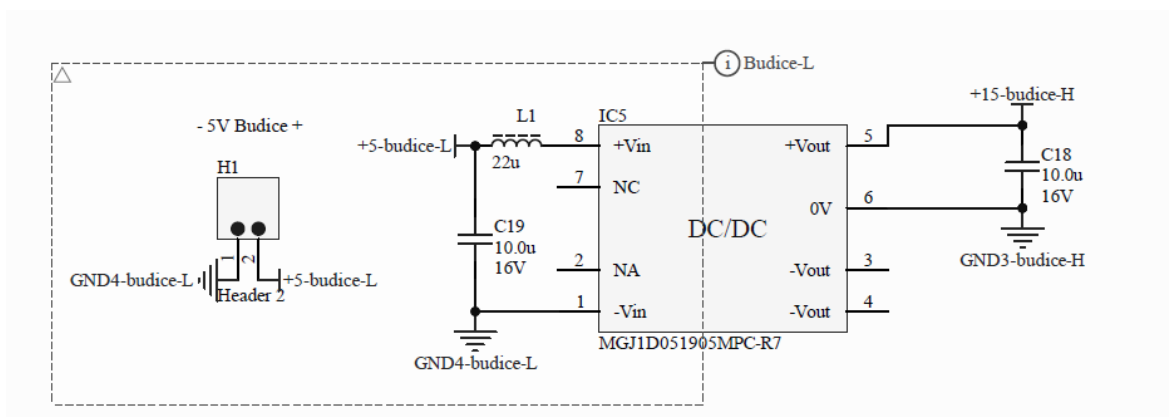 i Budice-L
+15-budice-H
- 5V Budice +
L1
IC5
+5-budice-L
22u
8
+Vin
+Vout
5
H1
7
NC
C18
10.0u
16V
0V
6
DC/DC
C19
10.0u
16V
GND3-budice-H
1
2
GND4-budice-L
+5-budice-L
Header 2
2
NA
-Vout
3
1
-Vin
-Vout
4
MGJ1D051905MPC-R7
GND4-budice-L